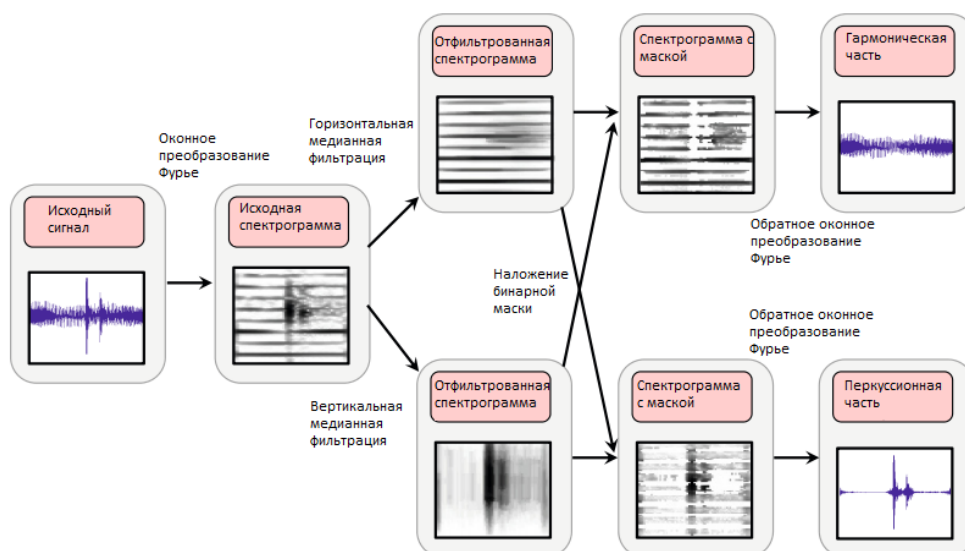 Отфильтрованная
спектрограмма
Спектрограмма с
маской
Гармоническая
часть
Горизонтальная
медианная
фильтрация
Оконное
преобразование
Фурье
Исходный
сигнал
Исходная
спектрограмма
Обратное оконное
преобразование
Фурье
Наложение
бинарной
маски
Обратное оконное
преобразование
Фурье
Вертикальная
медианная
фильтрация
Отфильтрованная
спектрограмма
Спектрограмма
с маской
Перкуссионная
часть